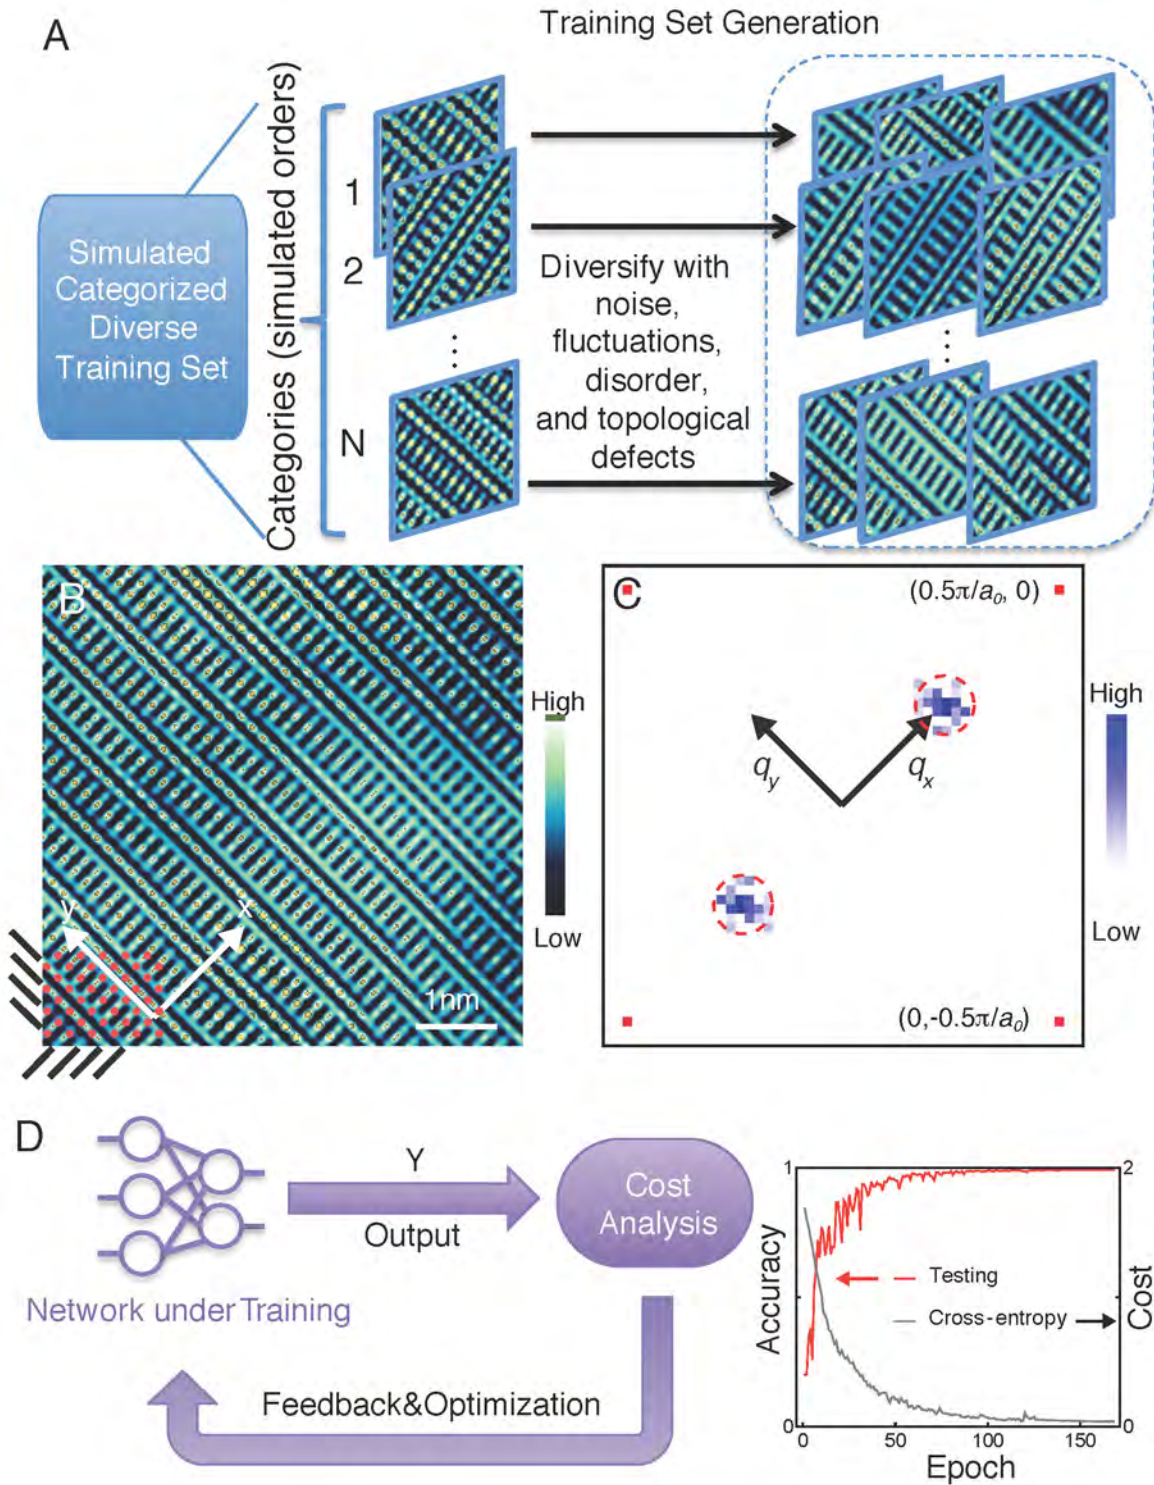 A
Training Set Generation
Simulated
Categorized
Diverse
Training Set
Categories (simulated orders)
1
2
⋮
N
Diversify with
noise,
fluctuations,
disorder,
and topological
defects
⋮
B
y
x
1nm
High
Low
C
(0.5π/a₀, 0)
q_y
q_x
(0,-0.5π/a₀)
High
Low
D
Network under Training
Y
Output
Cost
Analysis
Feedback&Optimization
1
0
Accuracy
2
0
Cost
Testing
Cross-entropy
0 50 100 150
Epoch